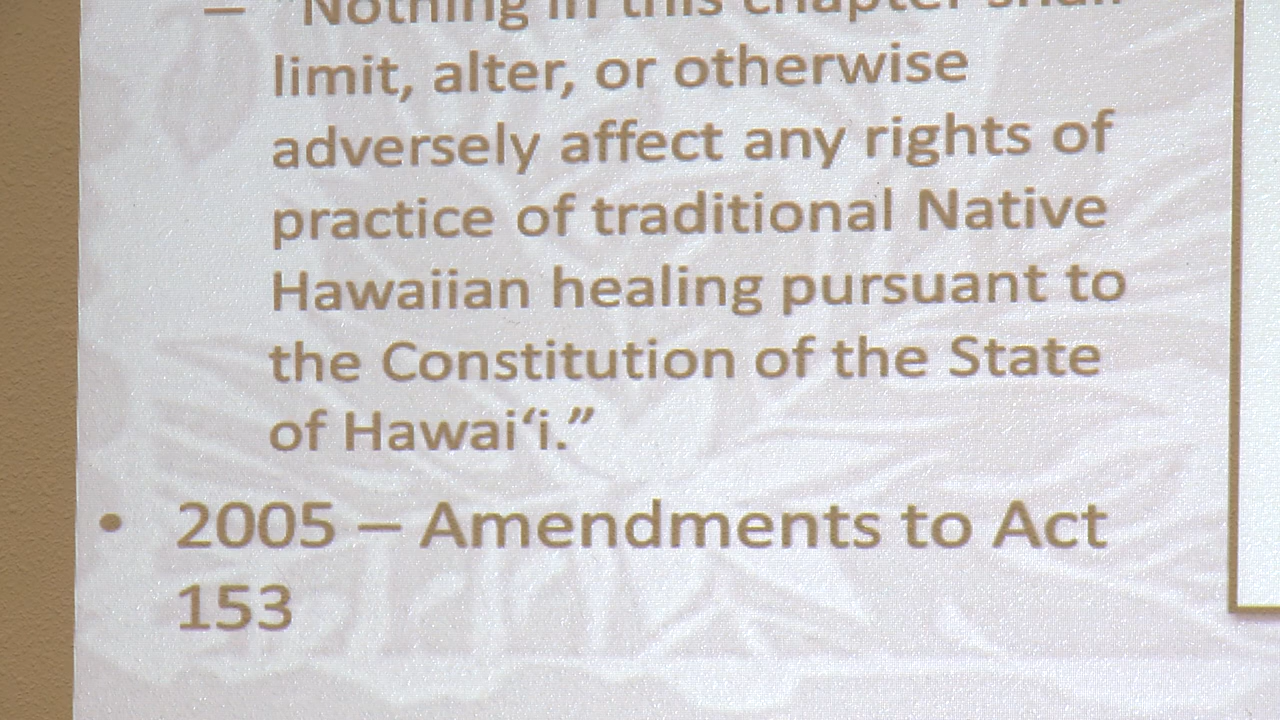 – "Nothing in this chapter shall
limit, alter, or otherwise
adversely affect any rights of
practice of traditional Native
Hawaiian healing pursuant to
the Constitution of the State
of Hawaiʻi.”
• 2005 – Amendments to Act
153